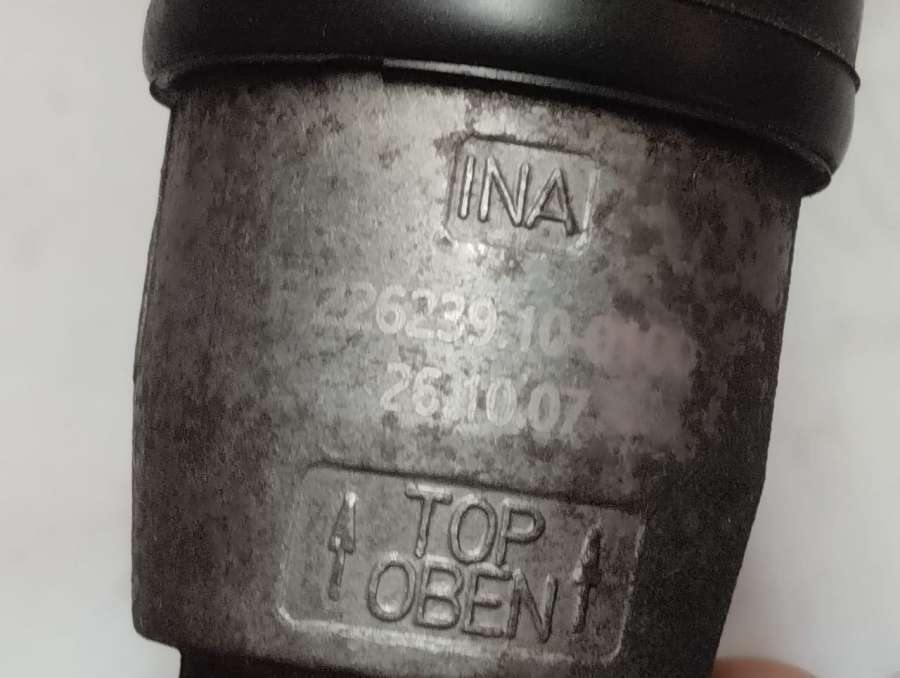 INA
226239.10
26.10.07
TOP
OBEN